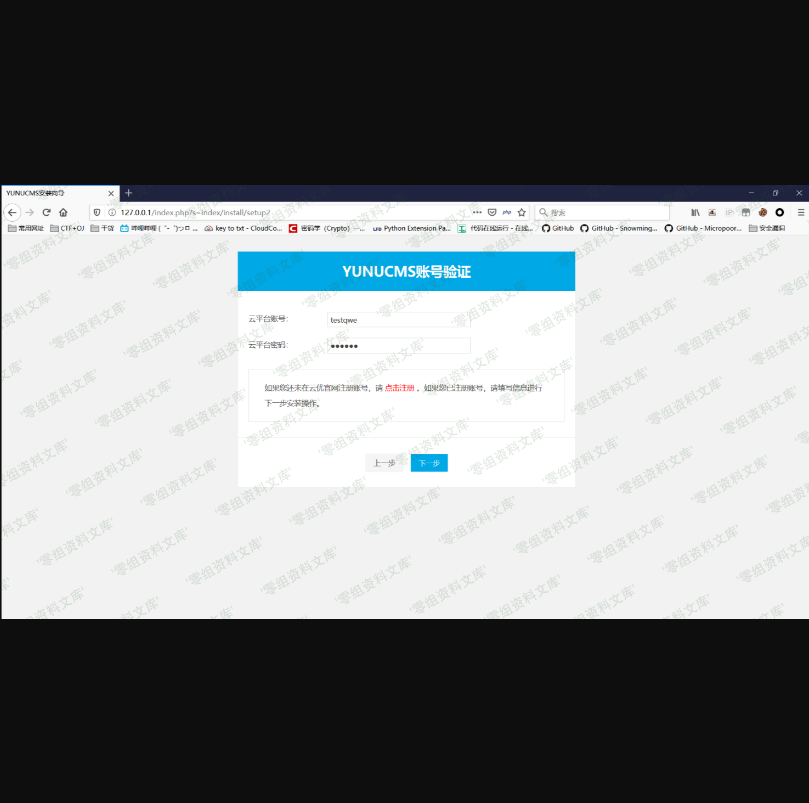 YUNUCMS安装向导
127.0.0.1/index.php?s=index/install/setup2
搜索
常用网址 CTF+OJ 干货 哔哩哔哩 ( ゜- ゜)つロ ... key to txt - CloudCo... 密码学（Crypto）—... Python Extension Pa... 代码在线运行 - 在线... GitHub GitHub - Snowming... GitHub - Micropoor... 安全漏洞
YUNUCMS账号验证
云平台账号：
testqwe
云平台密码：
●●●●●●
如果您还未在云优官网注册账号，请 点击注册 。如果您已注册账号，请填写信息进行
下一步安装操作。
上一步 下一步
零组资料文库